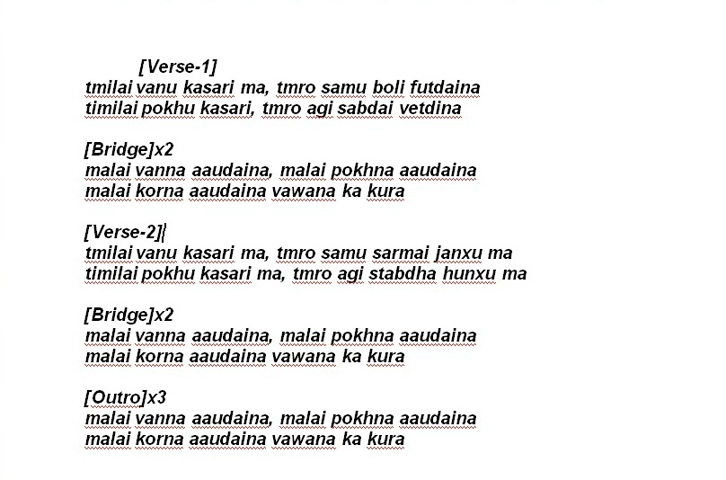 [Verse-1]
tmilai vanu kasari ma, tmro samu boli futdaina
timilai pokhu kasari, tmro agi sabdai vetdina
[Bridge]x2
malai vanna aaudaina, malai pokhna aaudaina
malai korna aaudaina vawana ka kura
[Verse-2]
tmilai vanu kasari ma, tmro samu sarmai janxu ma
timilai pokhu kasari ma, tmro agi stabdha hunxu ma
[Bridge]x2
malai vanna aaudaina, malai pokhna aaudaina
malai korna aaudaina vawana ka kura
[Outro]x3
malai vanna aaudaina, malai pokhna aaudaina
malai korna aaudaina vawana ka kura